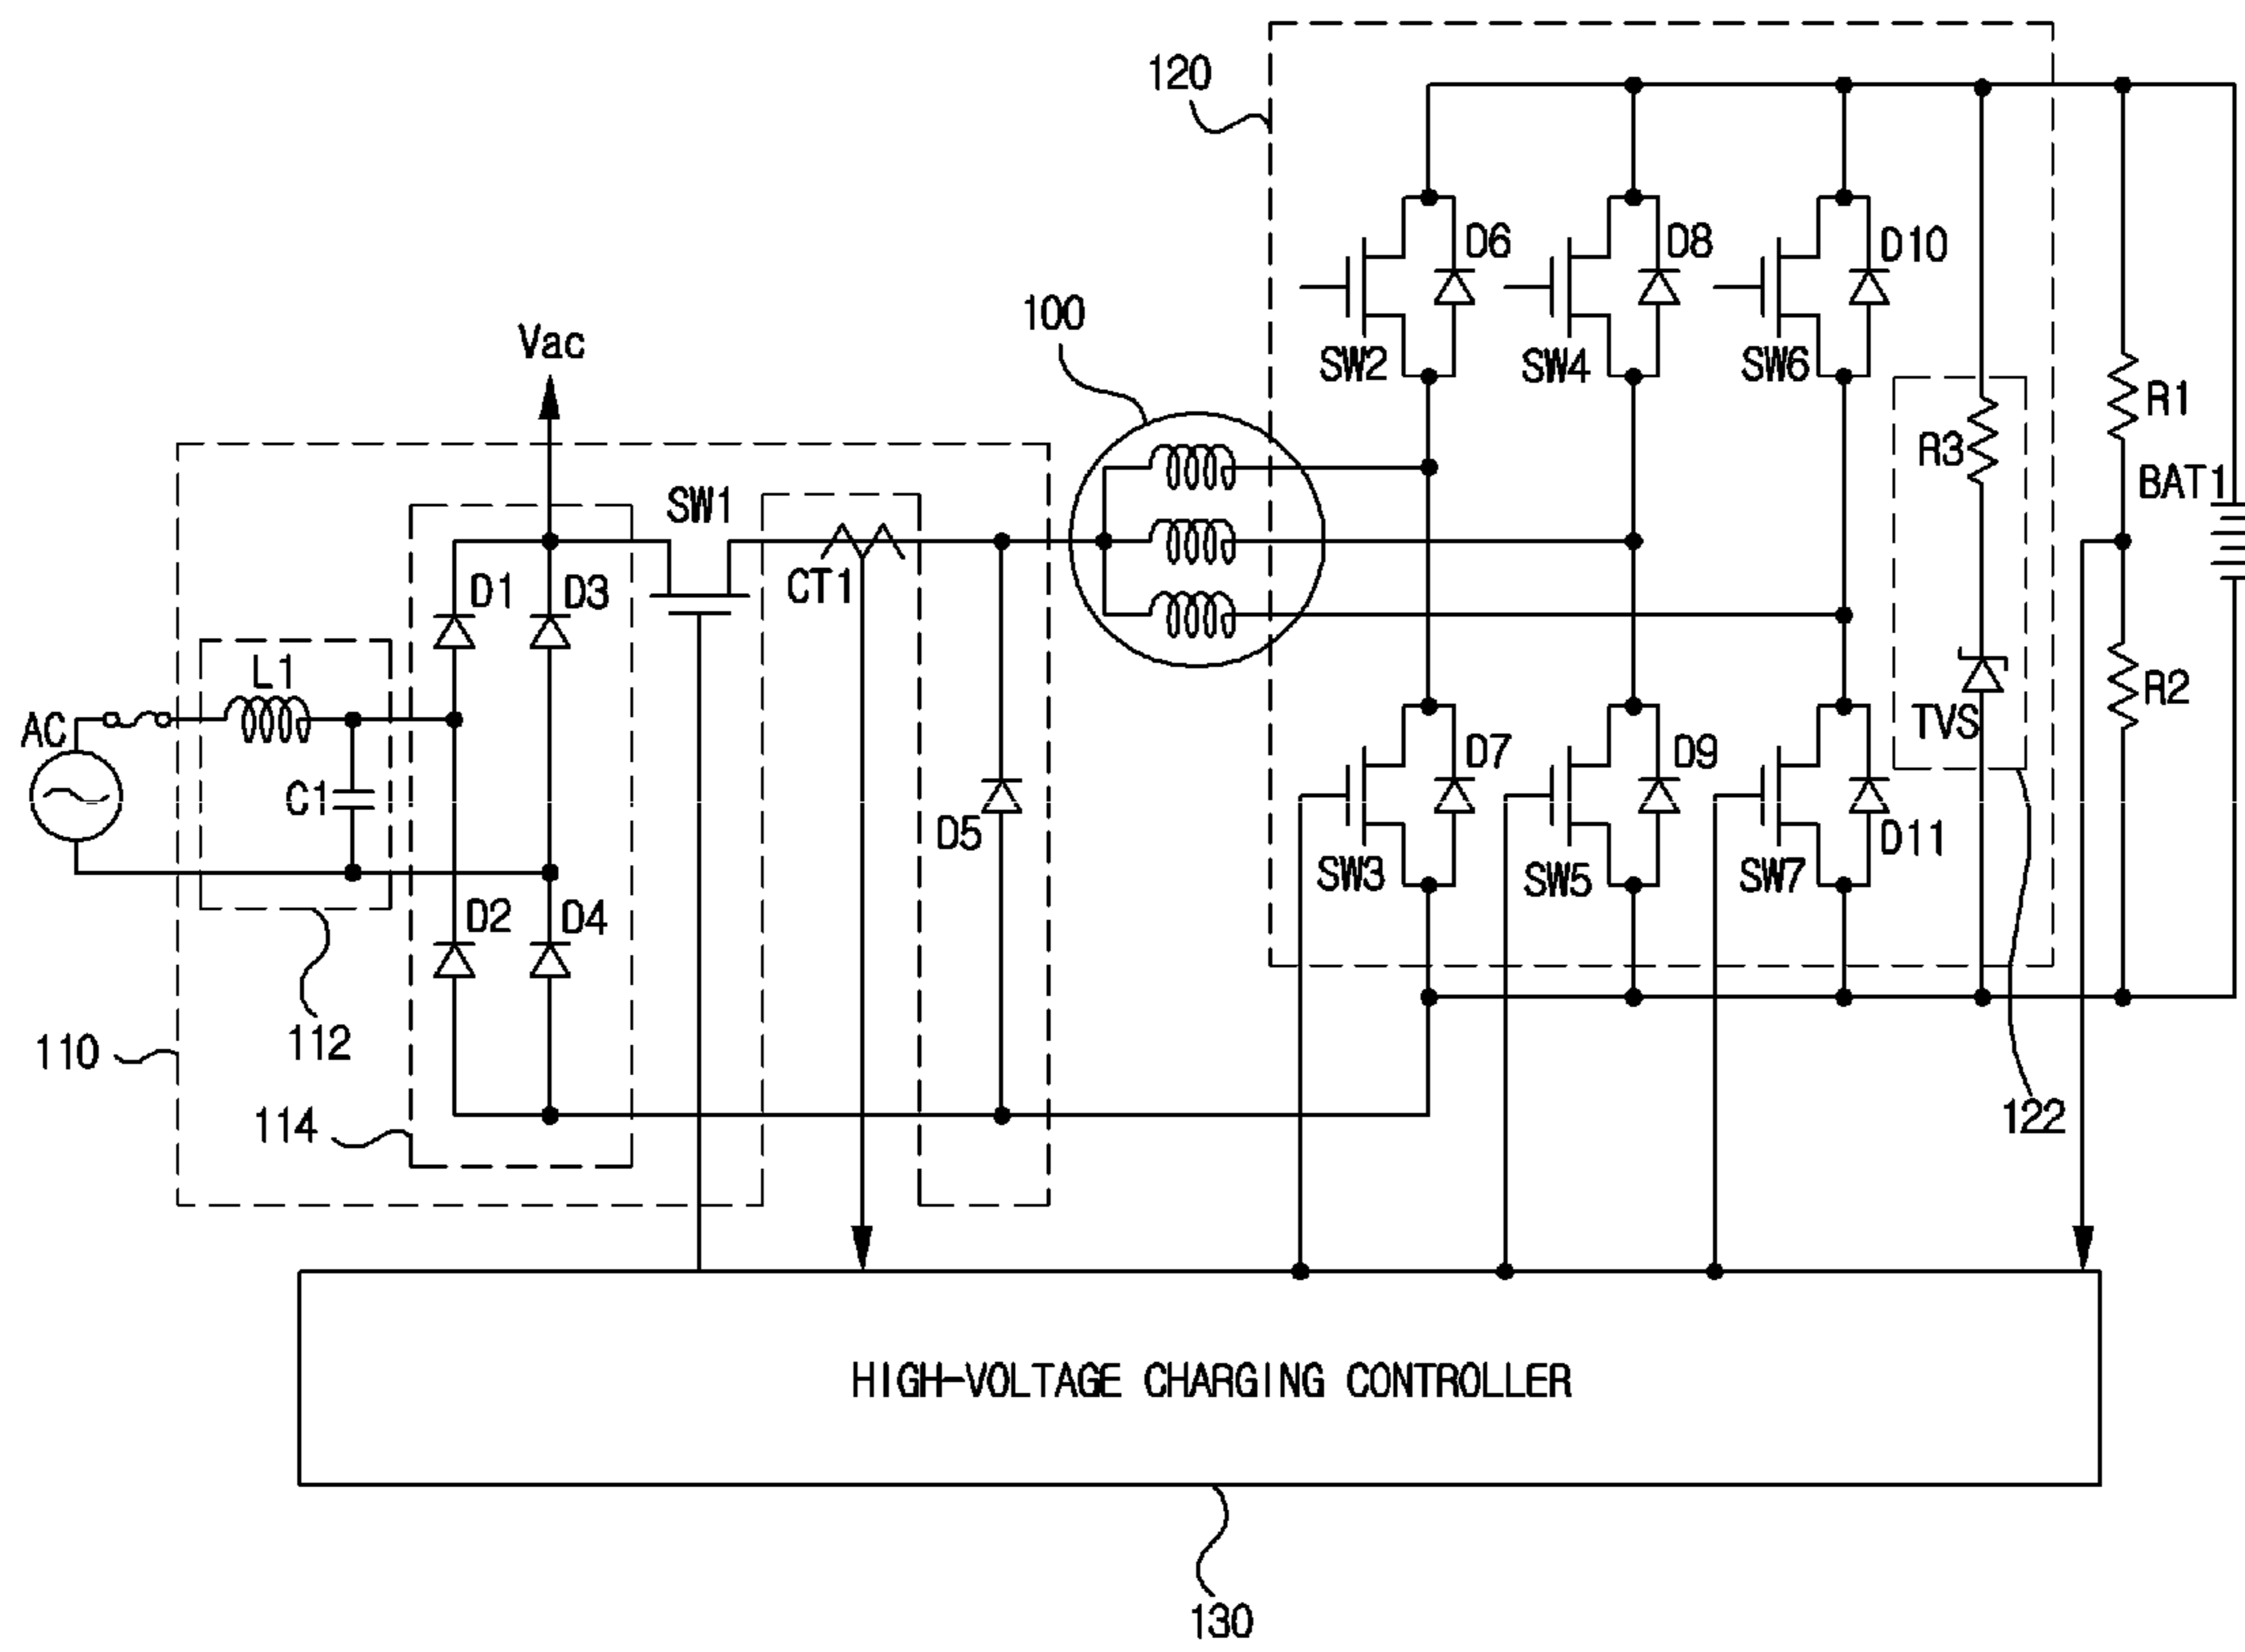 120
D6
D8
D10
100
Vac
SW2
SW4
SW6
R1
R3
BAT1
SW1
CT1
D1
D3
L1
R2
AC
TVS
D7
D9
C1
D5
D11
SW3
SW5
SW7
D2
D4
112
110
114
122
HIGH-VOLTAGE CHARGING CONTROLLER
130